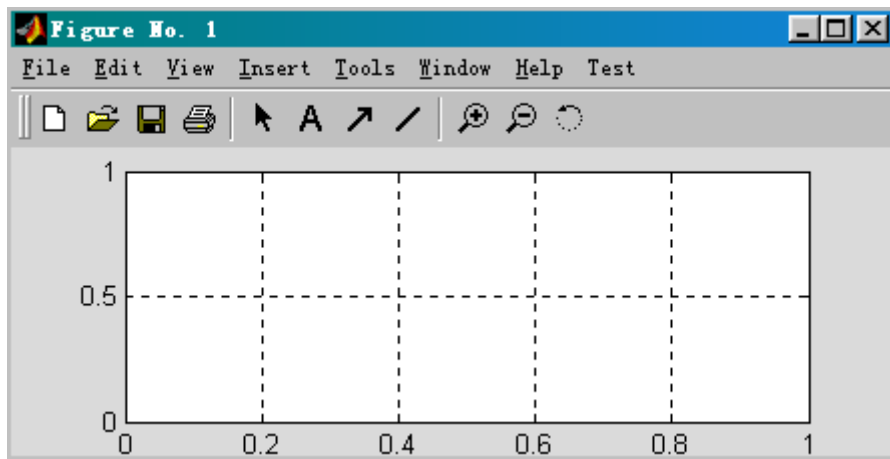 Figure No. 1
File Edit View Insert Tools Window Help Test
A
1
0.5
0
0 0.2 0.4 0.6 0.8 1